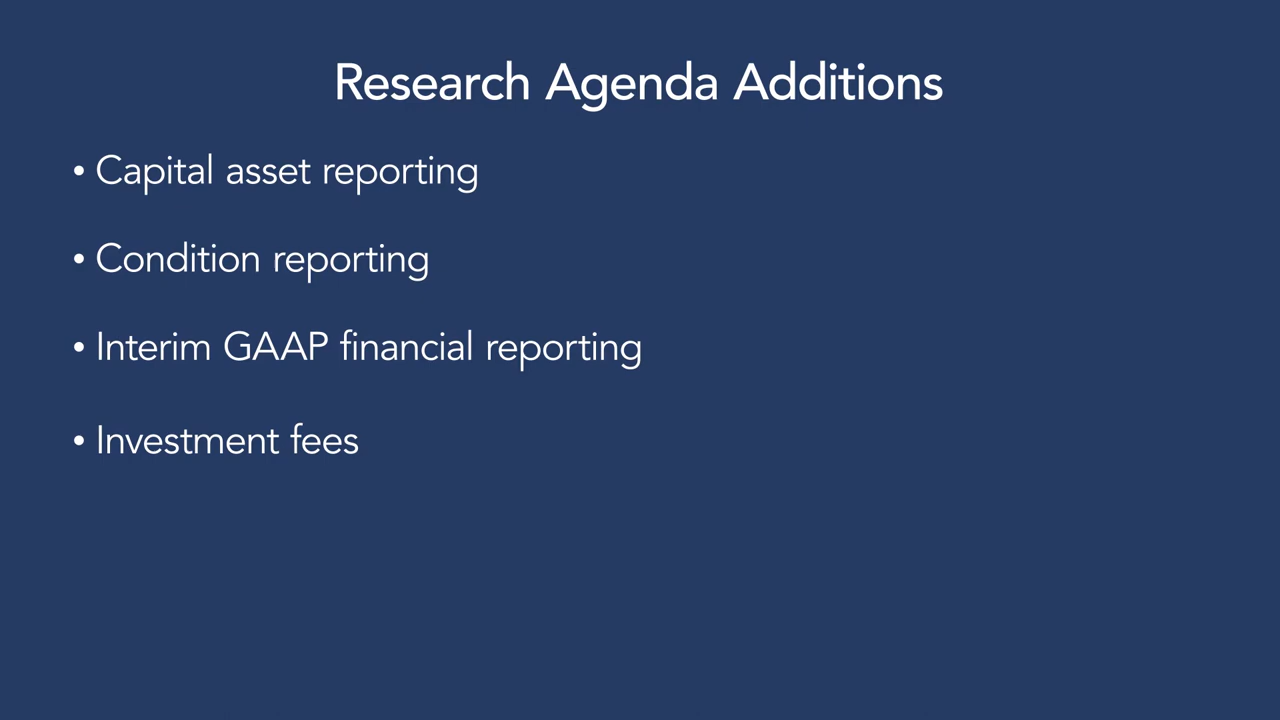 Research Agenda Additions
• Capital asset reporting
• Condition reporting
• Interim GAAP financial reporting
• Investment fees